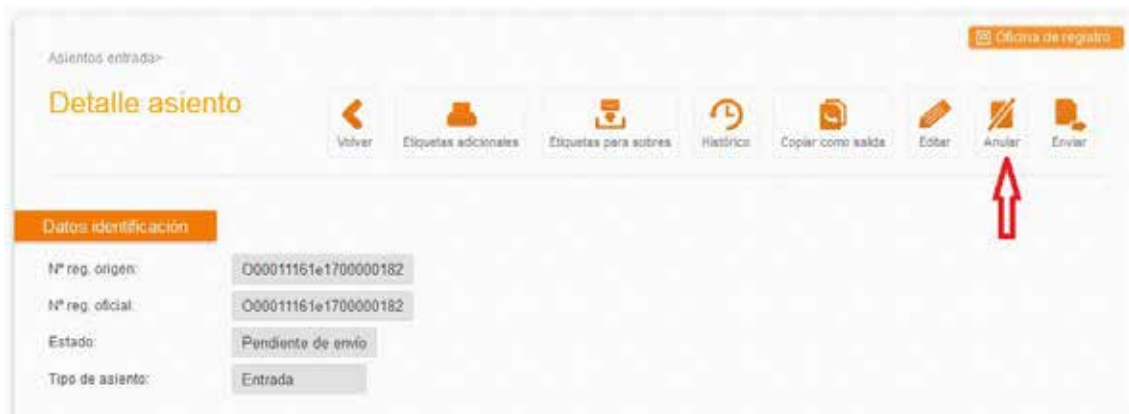 Oficina de registro
Asientos entrada>
Detalle asiento
Volver
Etiquetas adicionales
Etiquetas para sobres
Histórico
Copiar como salida
Editar
Anular
Enviar
Datos identificación
Nº reg. origen: O00011161e1700000182
Nº reg. oficial: O00011161e1700000182
Estado: Pendiente de envío
Tipo de asiento: Entrada